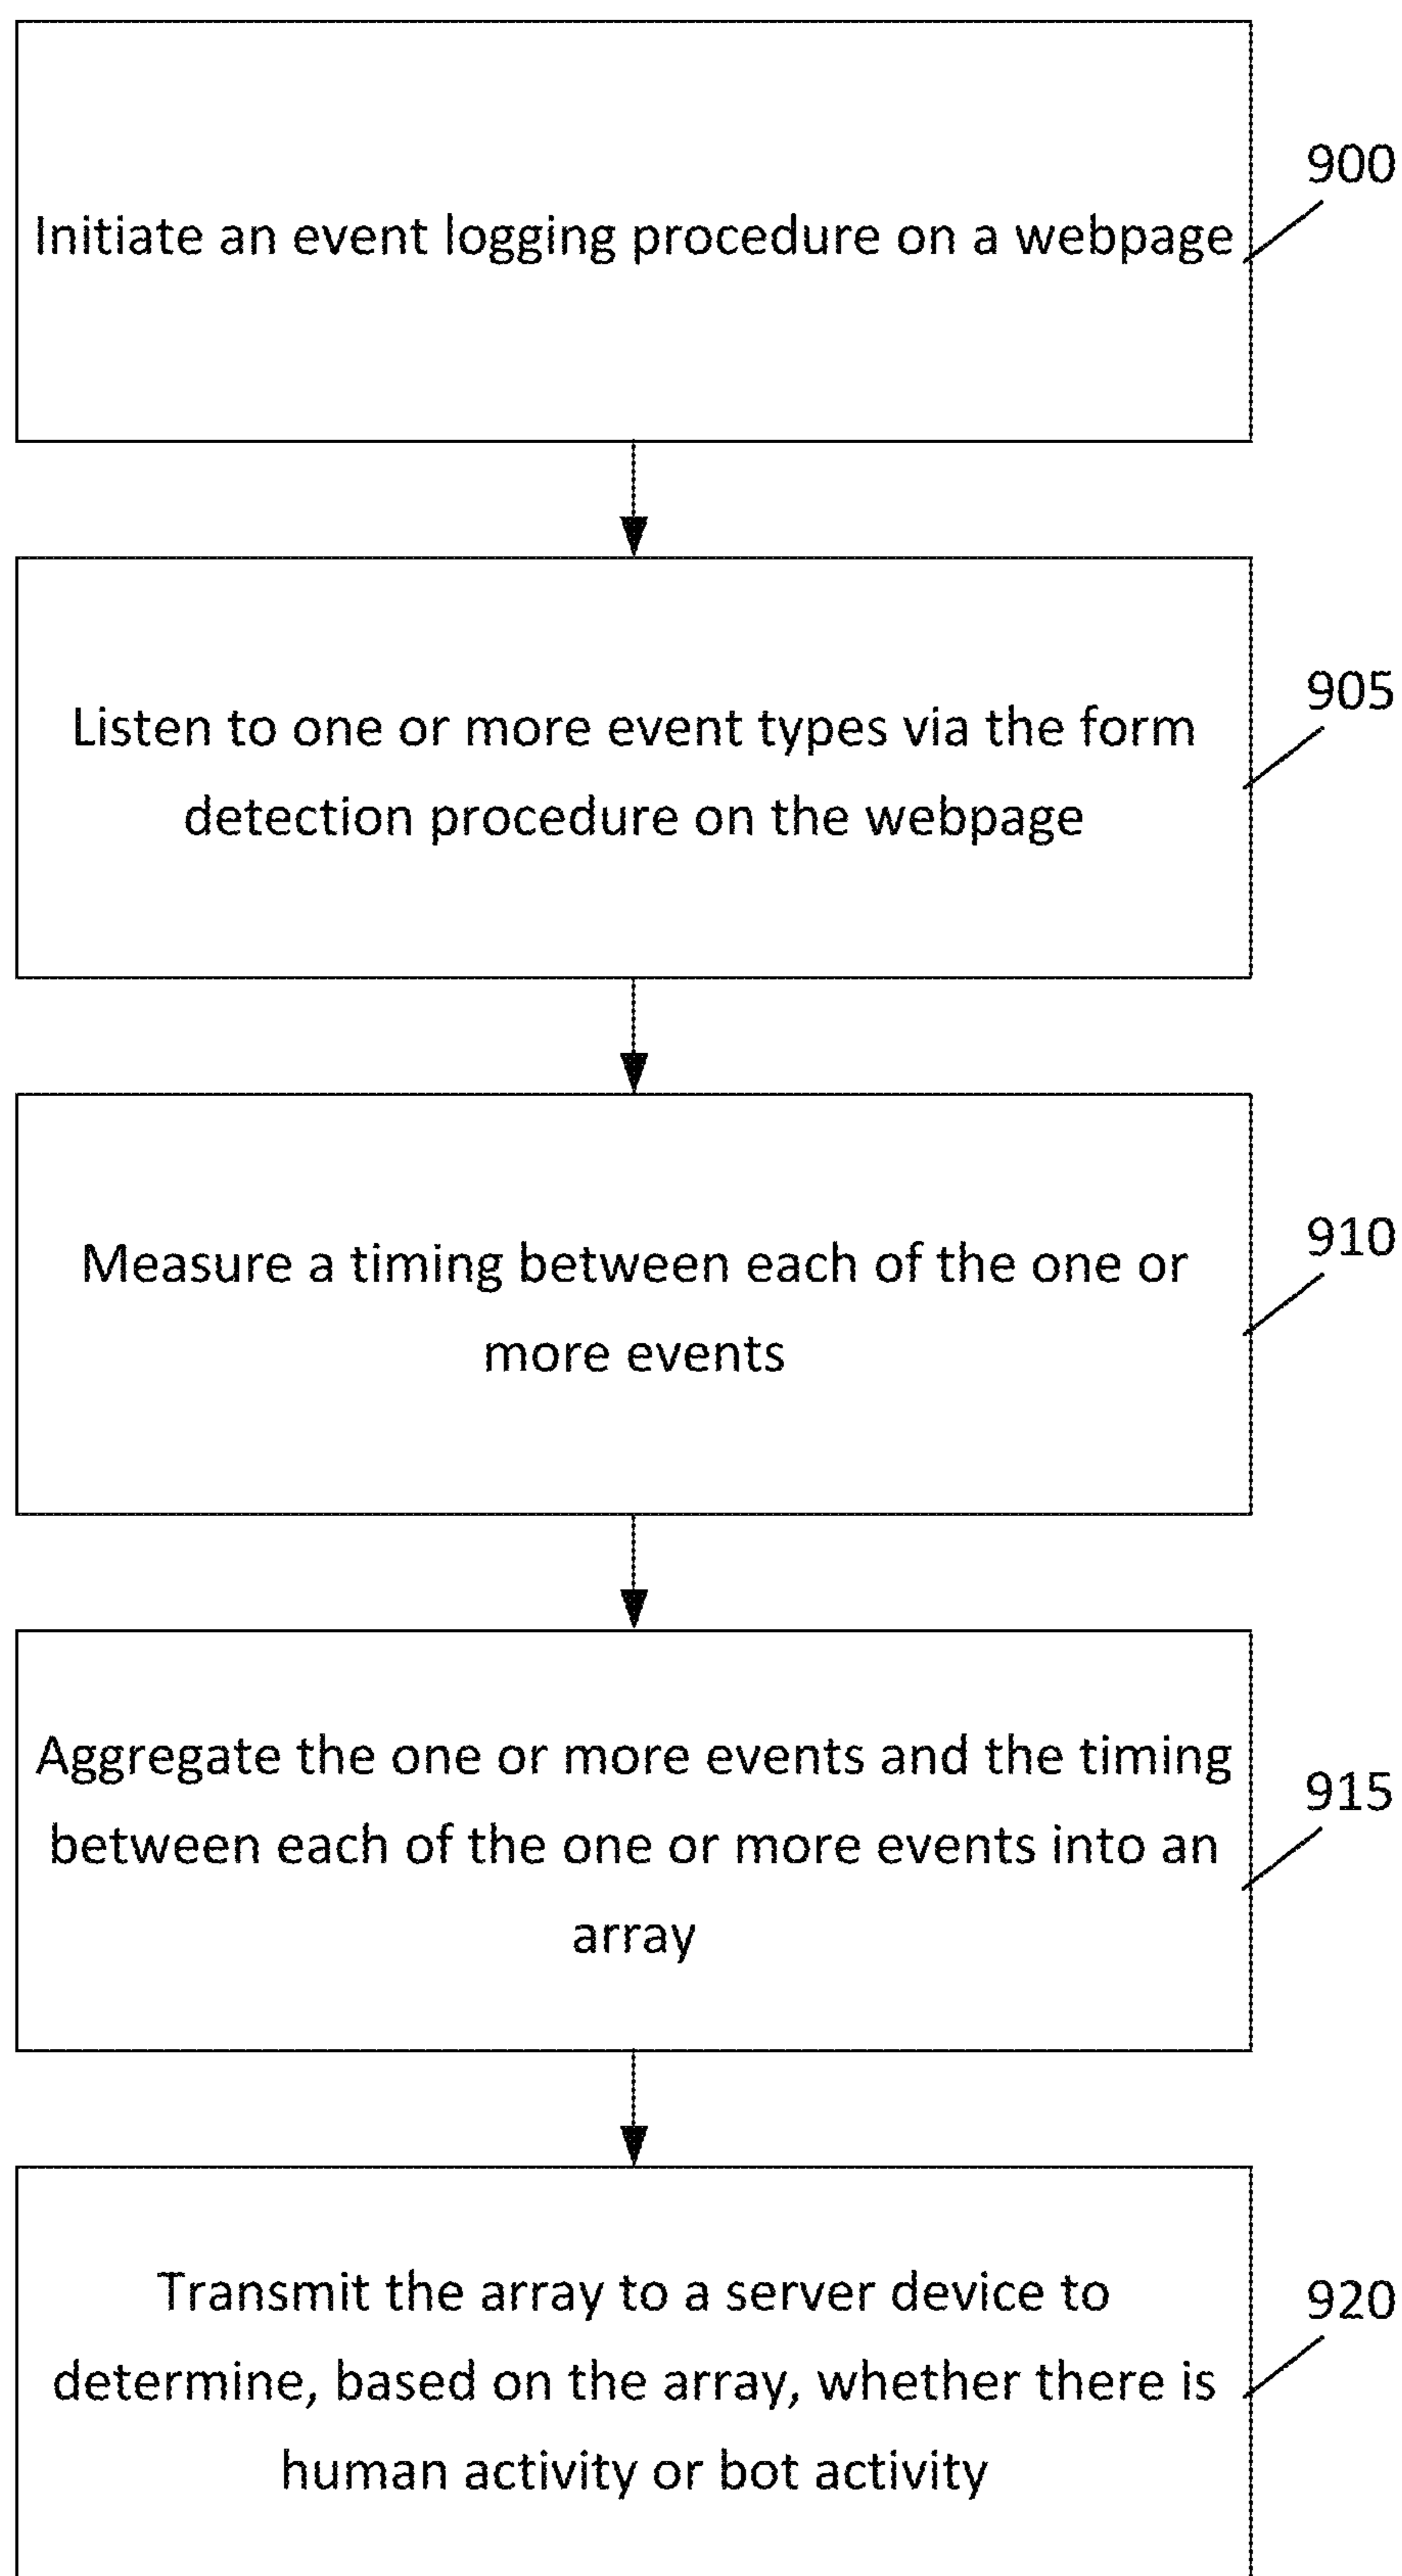 900
Initiate an event logging procedure on a webpage
905
Listen to one or more event types via the form
detection procedure on the webpage
910
Measure a timing between each of the one or
more events
915
Aggregate the one or more events and the timing
between each of the one or more events into an
array
920
Transmit the array to a server device to
determine, based on the array, whether there is
human activity or bot activity